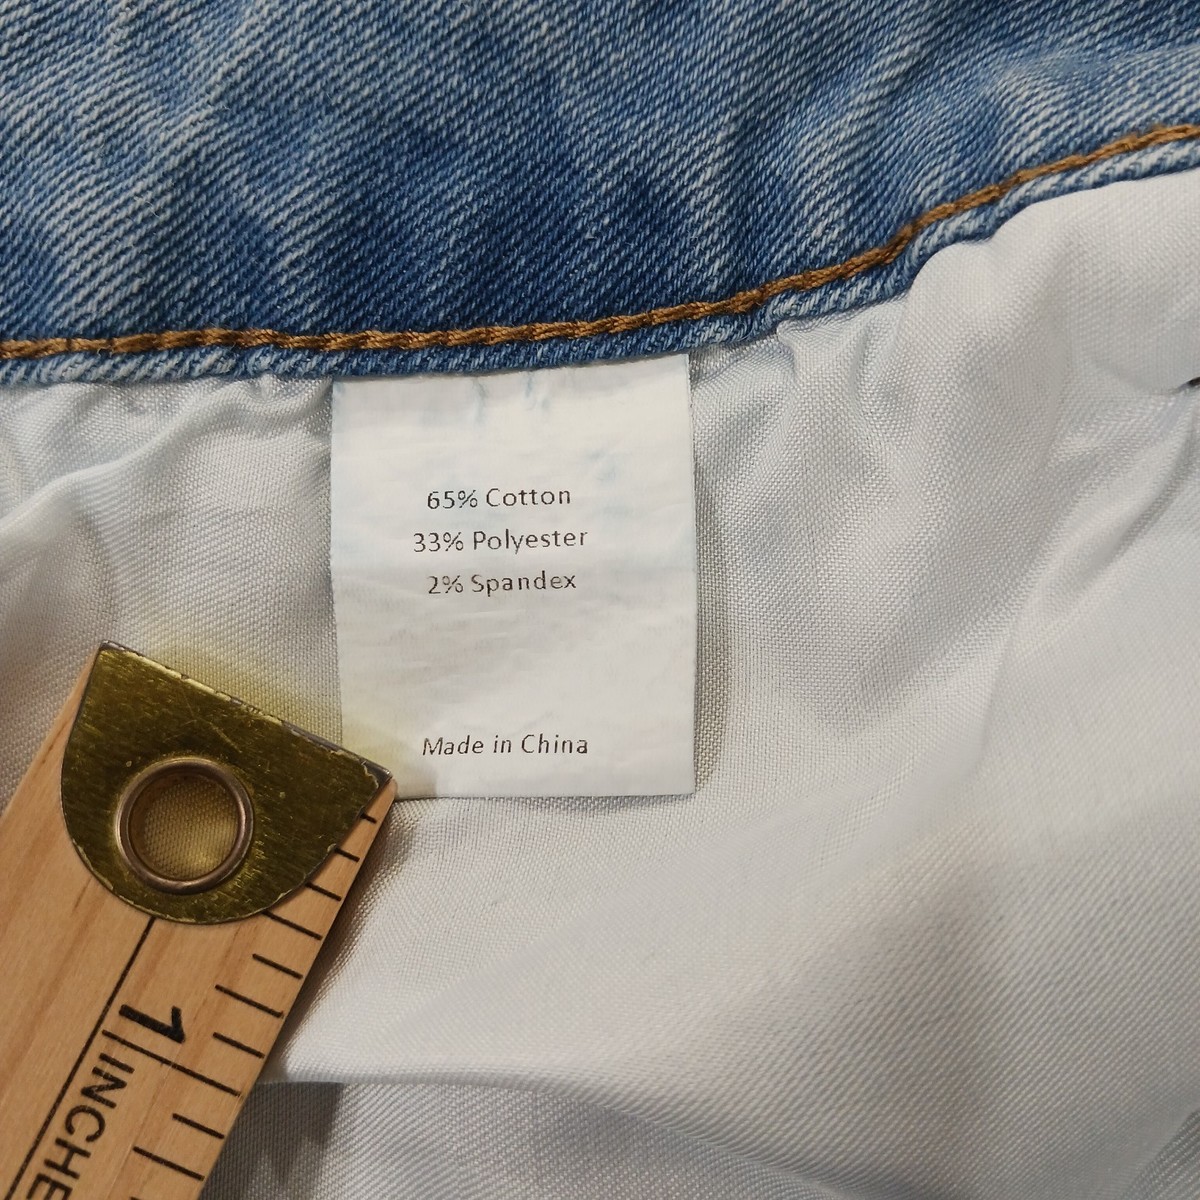 65% Cotton
33% Polyester
2% Spandex
Made in China
1
INCHE